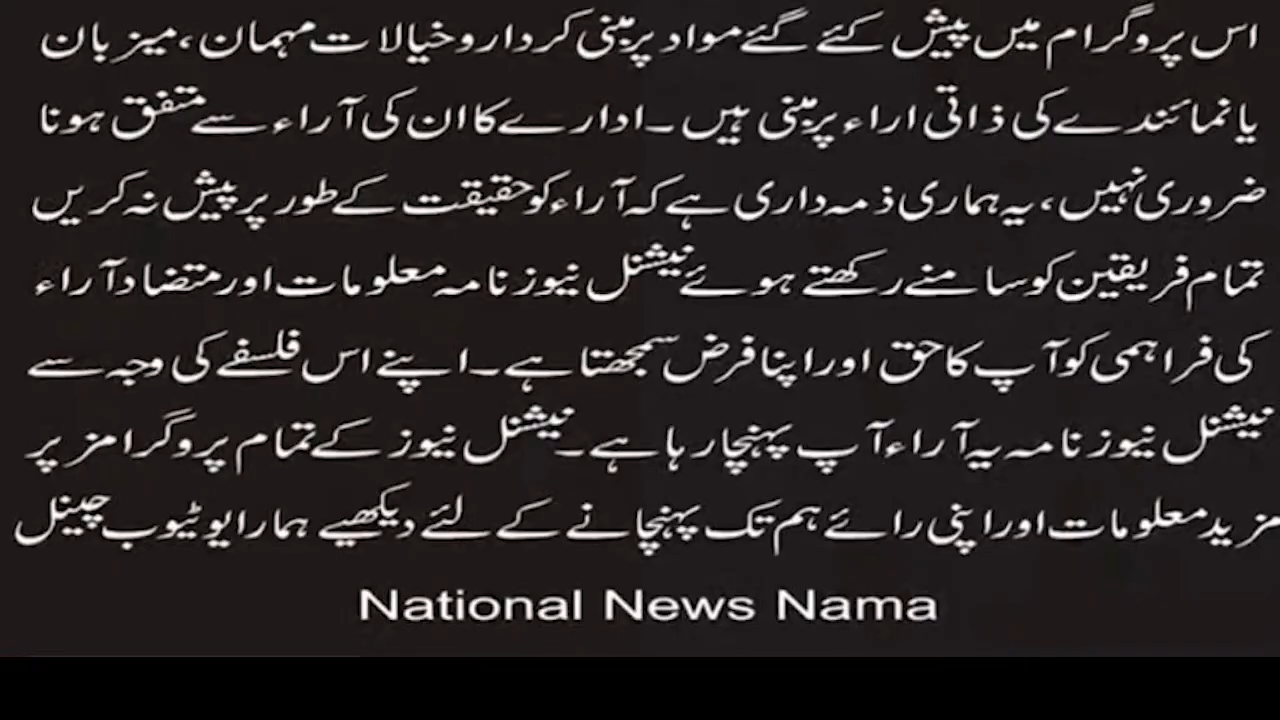 اس پروگرام میں پیش کئے گئے مواد پر مبنی کردار و خیالات مہمان، میزبان
یا نمائندے کی ذاتی اراء پر مبنی ہیں۔ ادارے کا ان کی آراء سے متفق ہونا
ضروری نہیں، یہ ہماری ذمہ داری ہے کہ آراء کو حقیقت کے طور پر پیش نہ کریں
تمام فریقین کو سامنے رکھتے ہوئے نیشنل نیوز نامہ معلومات اور متضاد آراء
کی فراہمی کو آپ کا حق اور اپنا فرض سمجھتا ہے۔ اپنے اس فلسفے کی وجہ سے
نیشنل نیوز نامہ یہ آراء آپ پہنچا رہا ہے۔ نیشنل نیوز کے تمام پروگرامز پر
مزید معلومات اور اپنی رائے ہم تک پہنچانے کے لئے دیکھیے ہمارا یوٹیوب چینل
National News Nama